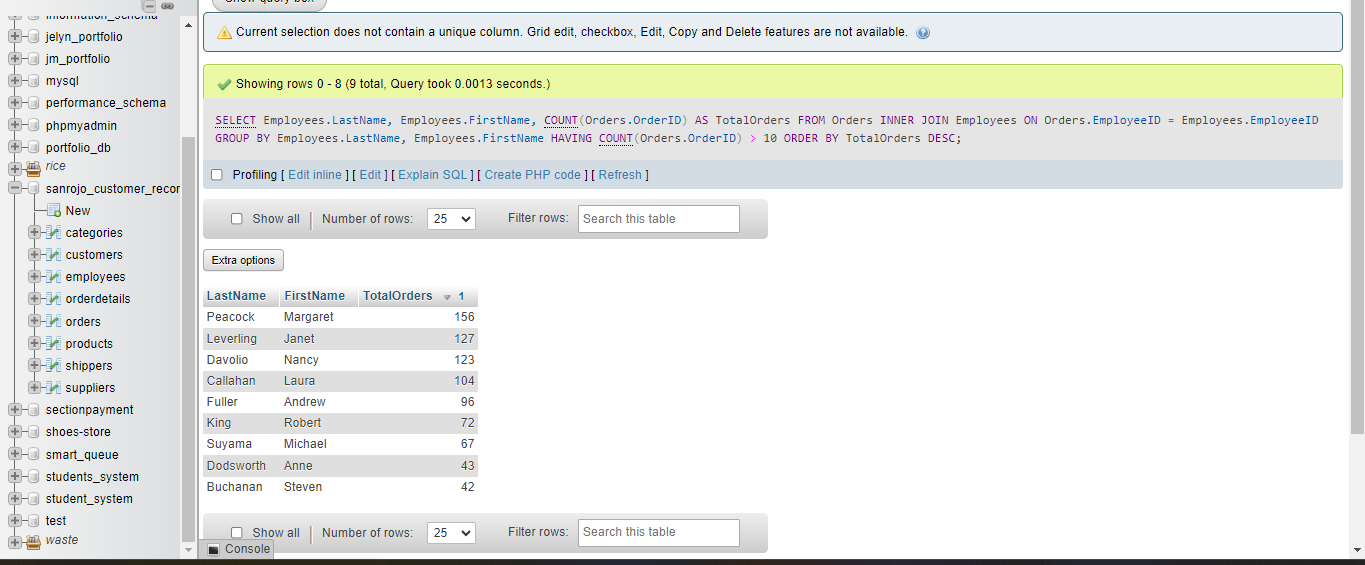 information_schema
jelyn_portfolio
jm_portfolio
mysql
performance_schema
phpmyadmin
portfolio_db
rice
sanrojo_customer_recor
New
categories
customers
employees
orderdetails
orders
products
shippers
suppliers
sectionpayment
shoes-store
smart_queue
students_system
student_system
test
waste
Show query box
Current selection does not contain a unique column. Grid edit, checkbox, Edit, Copy and Delete features are not available.
Showing rows 0 - 8 (9 total, Query took 0.0013 seconds.)
SELECT Employees.LastName, Employees.FirstName, COUNT(Orders.OrderID) AS TotalOrders FROM Orders INNER JOIN Employees ON Orders.EmployeeID = Employees.EmployeeID
GROUP BY Employees.LastName, Employees.FirstName HAVING COUNT(Orders.OrderID) > 10 ORDER BY TotalOrders DESC;
Profiling [ Edit inline ] [ Edit ] [ Explain SQL ] [ Create PHP code ] [ Refresh ]
Show all | Number of rows: 25 Filter rows: Search this table
Extra options
LastName FirstName TotalOrders 1
Peacock Margaret 156
Leverling Janet 127
Davolio Nancy 123
Callahan Laura 104
Fuller Andrew 96
King Robert 72
Suyama Michael 67
Dodsworth Anne 43
Buchanan Steven 42
Show all | Number of rows: 25 Filter rows: Search this table
Console